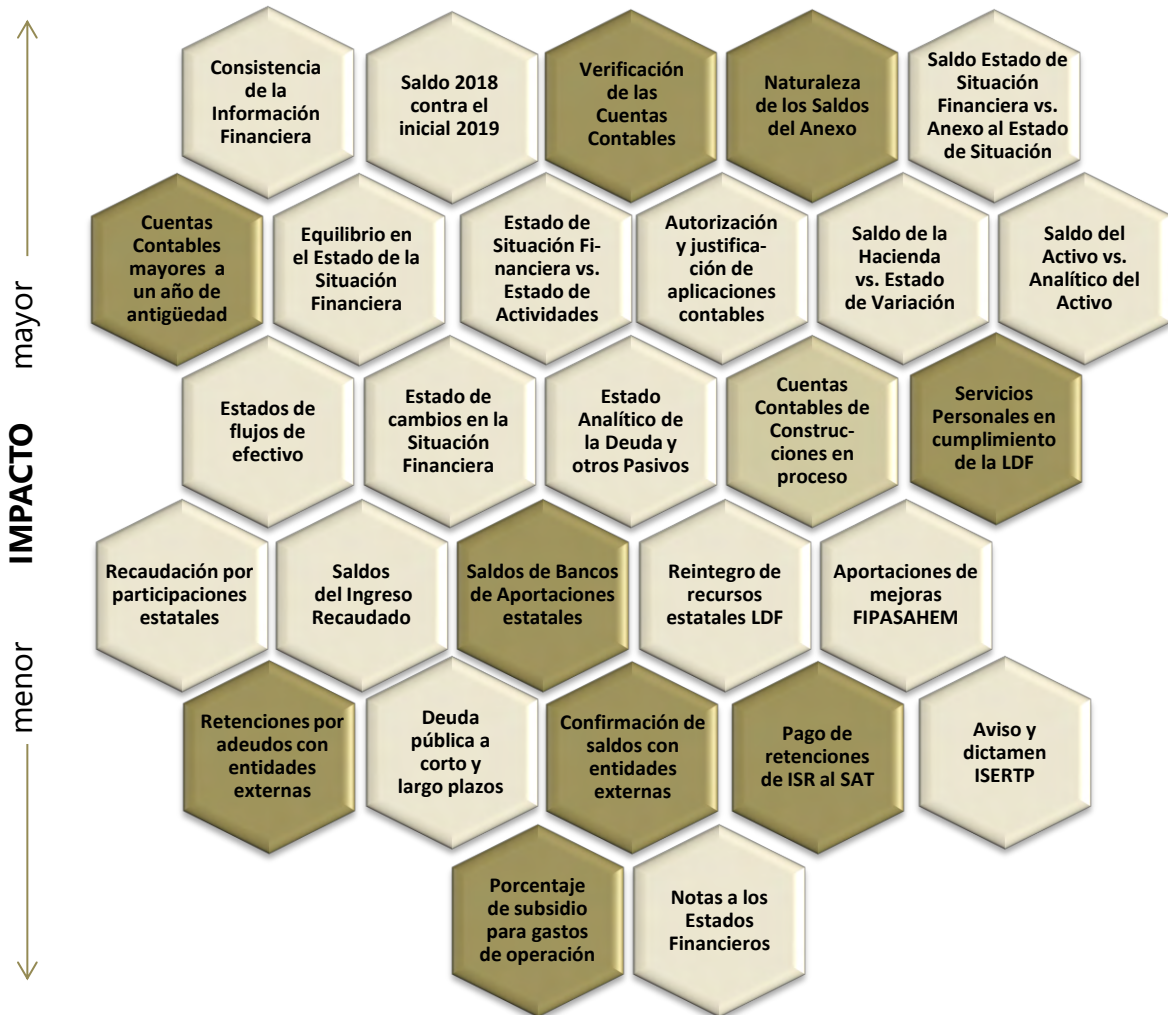 Consistencia
de la
Información
Financiera
Saldo 2018
contra el
inicial 2019
Verificación
de las
Cuentas
Contables
Naturaleza
de los Saldos
del Anexo
Saldo Estado de
Situación
Financiera vs.
Anexo al Estado
de Situación
Cuentas
Contables
mayores a
un año de
antigüedad
Equilibrio en
el Estado de la
Situación
Financiera
Estado de
Situación Fi-
nanciera vs.
Estado de
Actividades
Autorización
y justifica-
ción de
aplicaciones
contables
Saldo de la
Hacienda
vs. Estado
de Variación
Saldo del
Activo vs.
Analítico del
Activo
Estados de
flujos de
efectivo
Estado de
cambios en la
Situación
Financiera
Estado
Analítico de
la Deuda y
otros Pasivos
Cuentas
Contables de
Construc-
ciones en
proceso
Servicios
Personales en
cumplimiento
de la LDF
Recaudación por
participaciones
estatales
Saldos
del Ingreso
Recaudado
Saldos de Bancos
de Aportaciones
estatales
Reintegro de
recursos
estatales LDF
Aportaciones de
mejoras
FIPASAHEM
Retenciones por
adeudos con
entidades
externas
Deuda
pública a
corto y
largo plazos
Confirmación de
saldos con
entidades
externas
Pago de
retenciones
de ISR al SAT
Aviso y
dictamen
ISERTP
Porcentaje
de subsidio
para gastos
de operación
Notas a los
Estados
Financieros
mayor
IMPACTO
menor